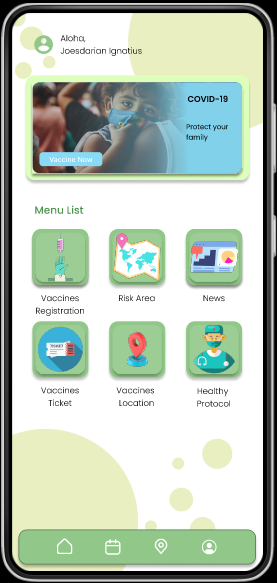 Aloha,
Joesdarian Ignatius
COVID-19
Protect your
family
Vaccine Now
Menu List
Vaccines
Registration
Risk Area
News
Vaccines
Ticket
Vaccines
Location
Healthy
Protocol
TICKET